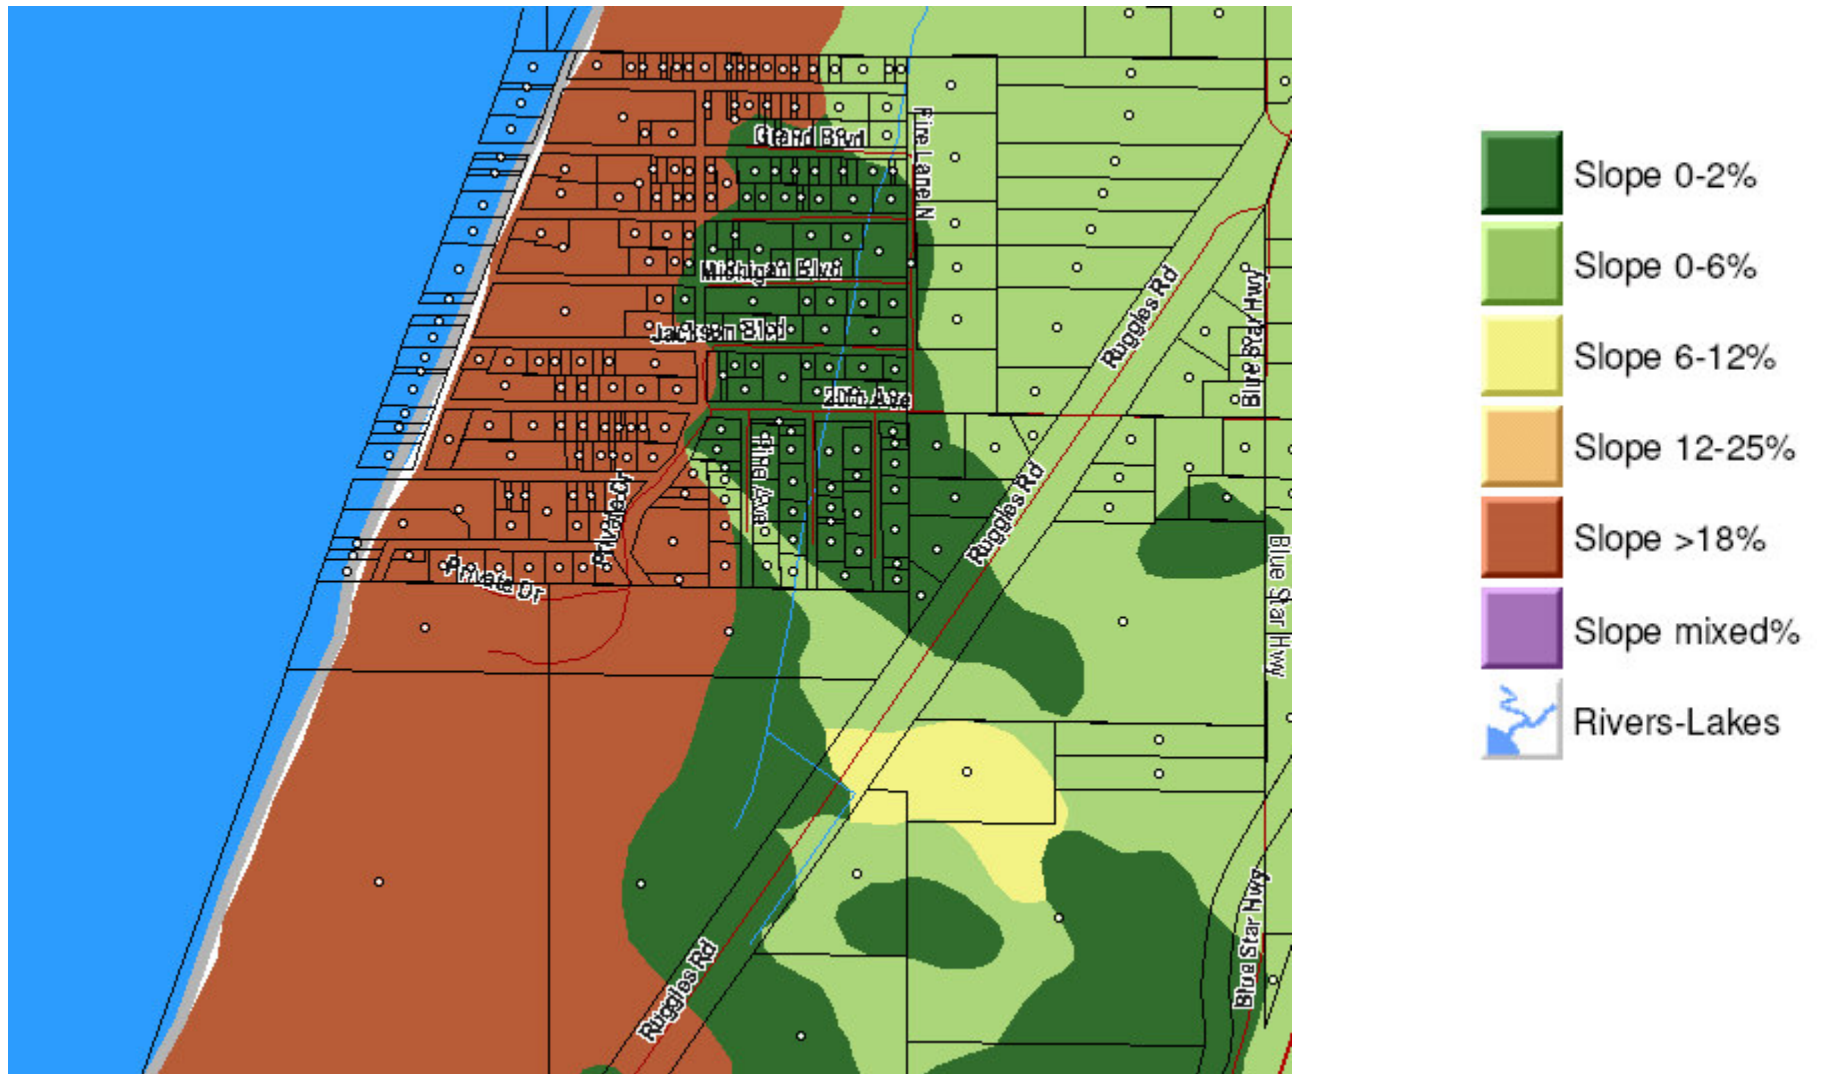 Grand Blvd
Fire Lane N
Michigan Blvd
Jackson Blvd
20th Ave
Pine Ave
Private Dr
Private Dr
Ruggles Rd
Ruggles Rd
Ruggles Rd
Blue Star Hwy
Blue Star Hwy
Blue Star Hwy
Slope 0-2%
Slope 0-6%
Slope 6-12%
Slope 12-25%
Slope >18%
Slope mixed%
Rivers-Lakes